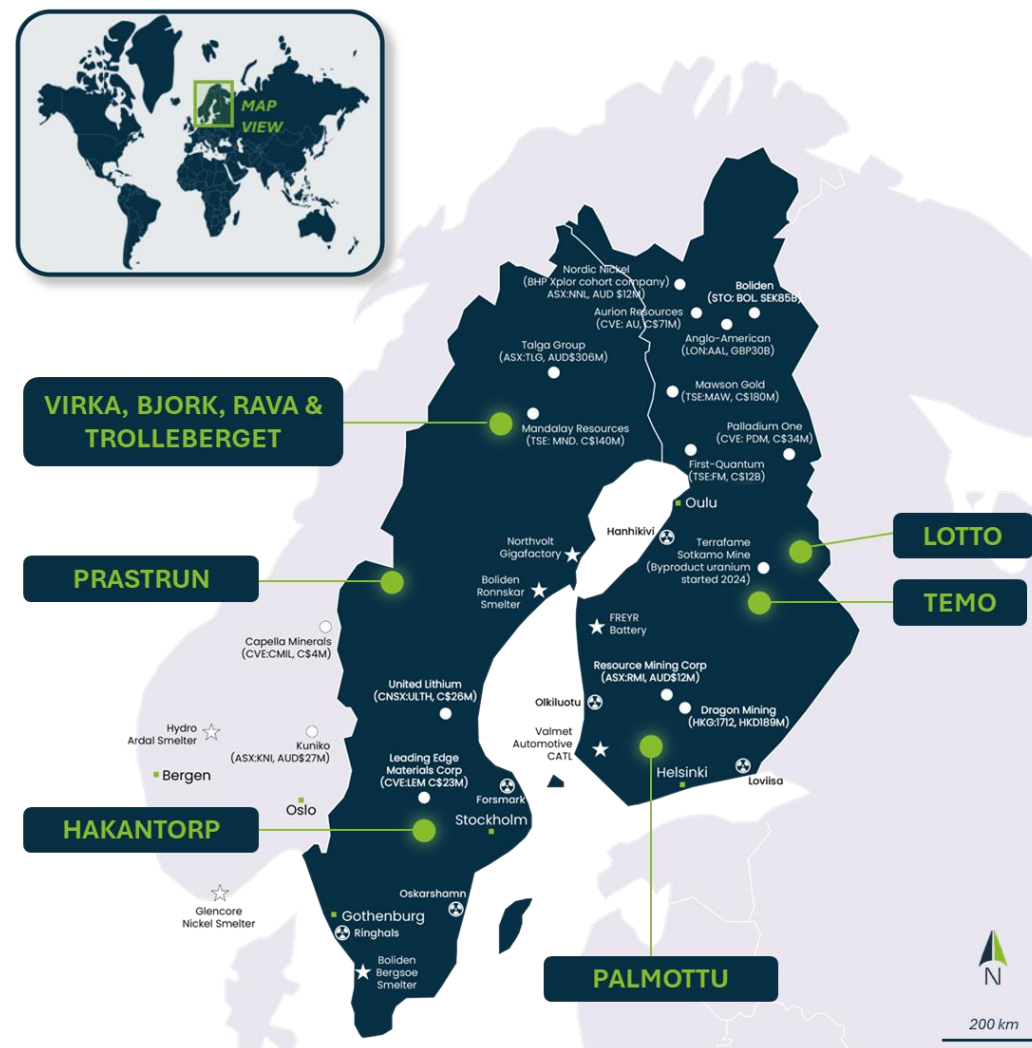 MAP
VIEW
Nordic Nickel
(BHP Xplor cohort company)
ASX:NNL, AUD $12M)
Boliden
(STO: BOL. SEK85B)
Aurion Resources
(CVE: AU, C$71M)
Anglo-American
(LON:AAL, GBP30B)
Talga Group
(ASX:TLG, AUD$306M)
VIRKA, BJORK, RAVA &
TROLLEBERGET
Mawson Gold
(TSE:MAW, C$180M)
Mandalay Resources
(TSE: MND. C$140M)
Palladium One
(CVE: PDM, C$34M)
First-Quantum
(TSE:FM, C$12B)
Oulu
Hanhikivi
LOTTO
Northvolt
Gigafactory
Terrafame
Sotkamo Mine
(Byproduct uranium
started 2024)
PRASTRUN
Boliden
Ronnskar
Smelter
TEMO
FREYR
Battery
Capella Minerals
(CVE:CMIL, C$4M)
Resource Mining Corp
(ASX:RMI, AUD$12M)
United Lithium
(CNSX:ULTH, C$26M)
Olkiluotu
Dragon Mining
(HKG:1712, HKD189M)
Hydro
Ardal Smelter
Kuniko
(ASX:KNI, AUD$27M)
Valmet
Automotive
CATL
Leading Edge
Materials Corp
(CVE:LEM C$23M)
Bergen
Helsinki
Loviisa
Forsmark
Oslo
Stockholm
HAKANTORP
Oskarshamn
Glencore
Nickel Smelter
Gothenburg
Ringhals
Boliden
Bergsoe
Smelter
PALMOTTU
N
200 km